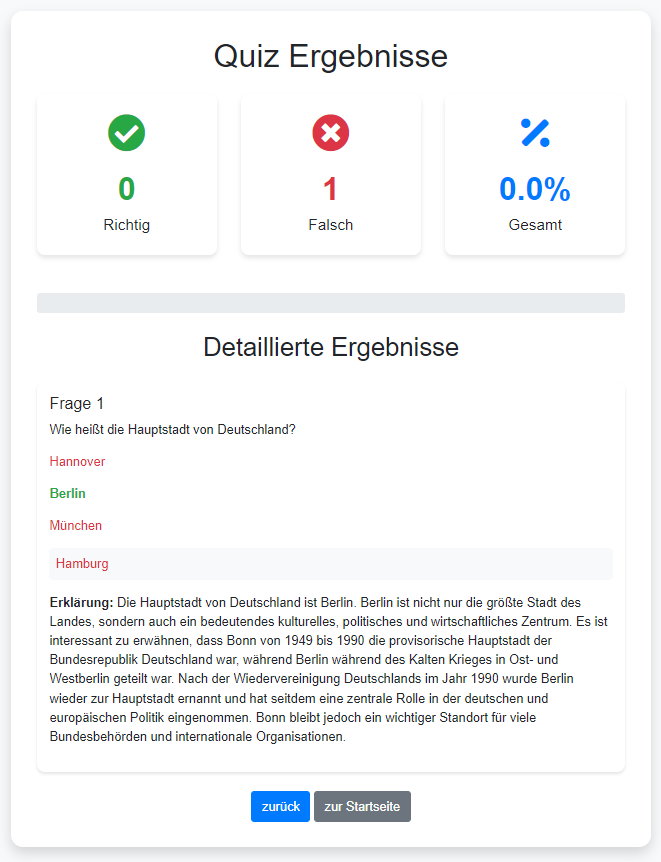 Quiz Ergebnisse
0
Richtig
1
Falsch
0.0%
Gesamt
Detaillierte Ergebnisse
Frage 1
Wie heißt die Hauptstadt von Deutschland?
Hannover
Berlin
München
Hamburg
Erklärung: Die Hauptstadt von Deutschland ist Berlin. Berlin ist nicht nur die größte Stadt des
Landes, sondern auch ein bedeutendes kulturelles, politisches und wirtschaftliches Zentrum. Es ist
interessant zu erwähnen, dass Bonn von 1949 bis 1990 die provisorische Hauptstadt der
Bundesrepublik Deutschland war, während Berlin während des Kalten Krieges in Ost- und
Westberlin geteilt war. Nach der Wiedervereinigung Deutschlands im Jahr 1990 wurde Berlin
wieder zur Hauptstadt ernannt und hat seitdem eine zentrale Rolle in der deutschen und
europäischen Politik eingenommen. Bonn bleibt jedoch ein wichtiger Standort für viele
Bundesbehörden und internationale Organisationen.
zurück zur Startseite